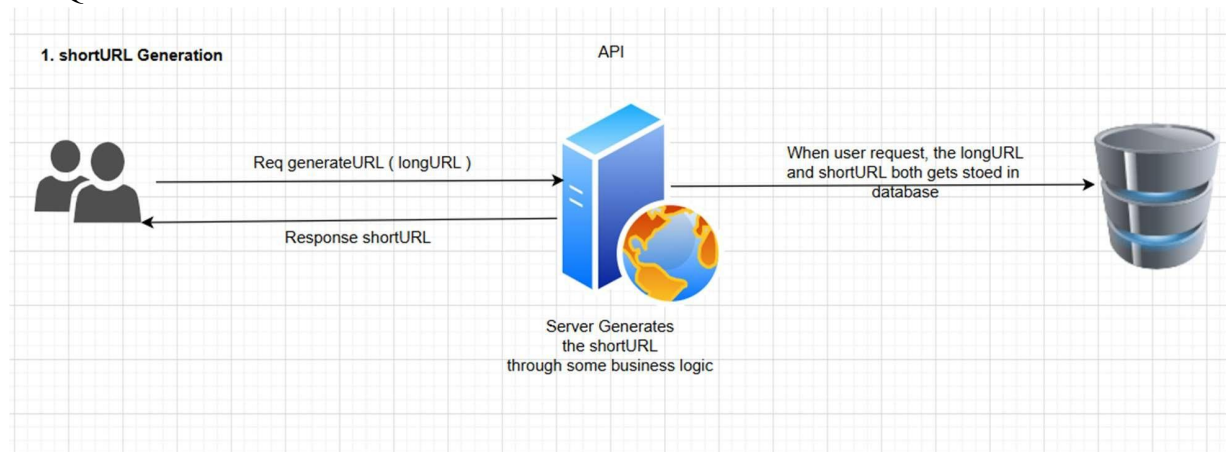 1. shortURL Generation
API
Req generateURL ( longURL )
Response shortURL
When user request, the longURL
and shortURL both gets stoed in
database
Server Generates
the shortURL
through some business logic